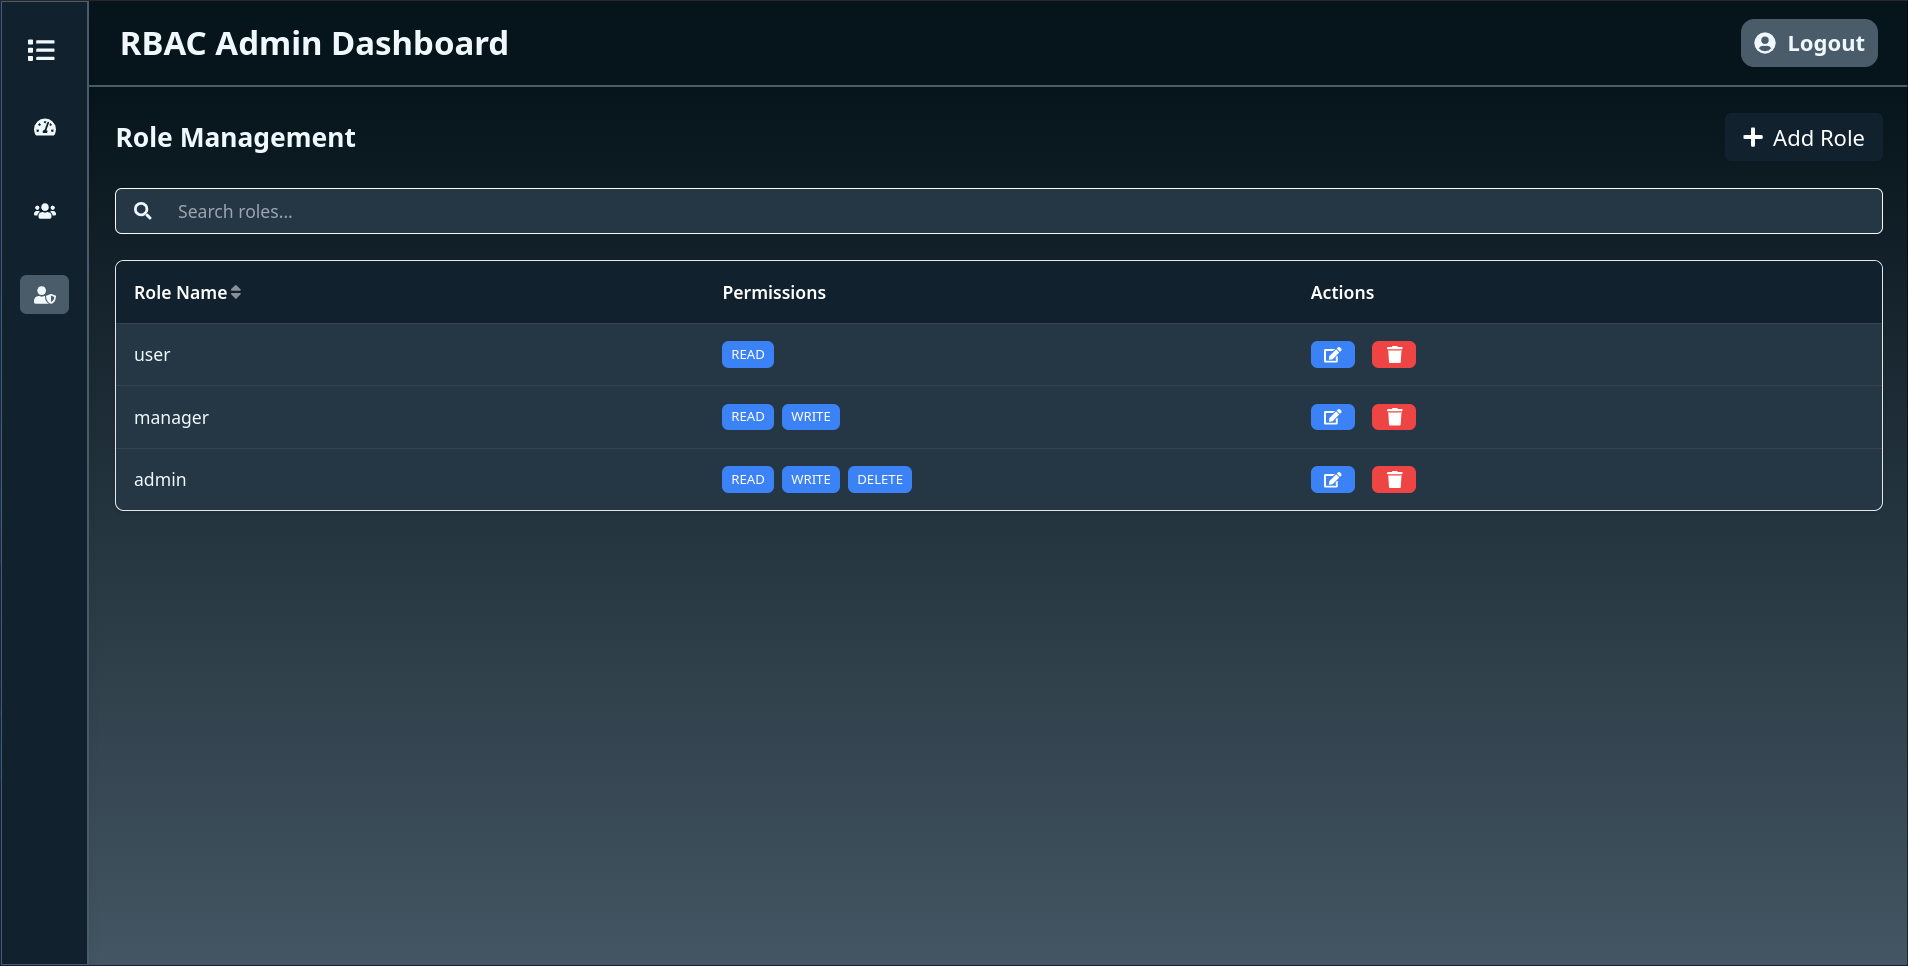 RBAC Admin Dashboard
Logout
Role Management
Add Role
Search roles...
Role Name Permissions Actions
user READ
manager READ WRITE
admin READ WRITE DELETE